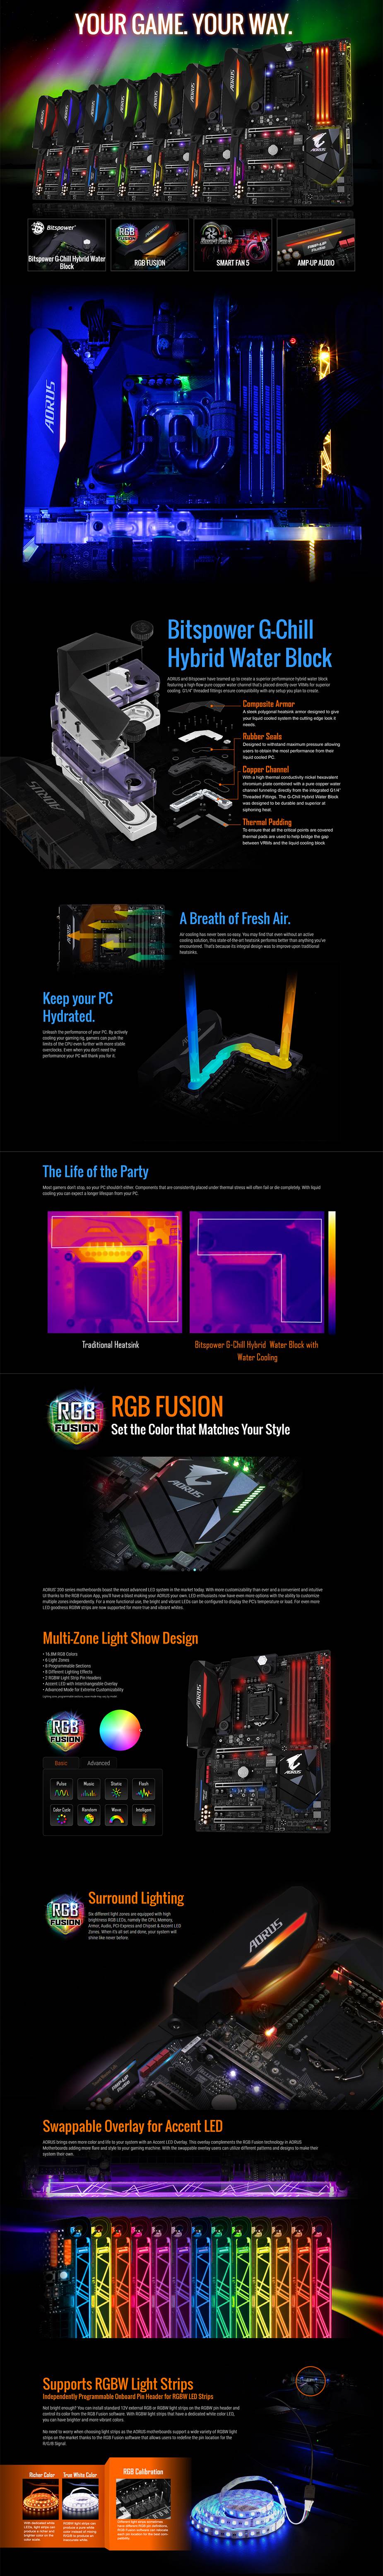 YOUR GAME. YOUR WAY.
AORUS
Bitspower
Bitspower G-Chill Hybrid Water Block
RGB FUSION
RGB FUSION
SMART FAN 5
AMP-UP AUDIO
AORUS
Bitspower G-Chill
Hybrid Water Block
AORUS and Bitspower have teamed up to create a superior performance hybrid water block
featuring a high flow pure copper water channel that's placed directly over VRMs for superior
cooling. G1/4" threaded fittings ensure compatibility with any setup you plan to create.
Composite Armor
A sleek polygonal heatsink armor designed to give
your liquid cooled system the cutting edge look it
needs.
Rubber Seals
Designed to withstand maximum pressure allowing
users to obtain the most performance from their
liquid cooled PC.
Copper Channel
With a high thermal conductivity nickel hexavalent
chromium plate combined with a pure copper water
channel funneling directly from the integrated G1/4"
Threaded Fittings. The G-Chill Hybrid Water Block
was designed to be durable and superior at
siphoning heat.
Thermal Padding
To ensure that all the critical points are covered
thermal pads are used to help bridge the gap
between VRMs and the liquid cooling block
A Breath of Fresh Air.
Air cooling has never been so easy. You may find that even without an active
cooling solution, this state-of-the art heatsink performs better than anything you've
encountered. That's because its integral design was to improve upon traditional
heatsinks.
Keep your PC
Hydrated.
Unleash the performance of your PC. By actively
cooling your gaming rig, gamers can push the
limits of the CPU even further with more stable
overclocks. Even when you don't need the
performance your PC will thank you for it.
The Life of the Party
Most gamers don't stop, so your PC shouldn't either. Components that are consistently placed under thermal stress will often fail or die completely. With liquid
cooling you can expect a longer lifespan from your PC.
Traditional Heatsink
Bitspower G-Chill Hybrid Water Block with
Water Cooling
RGB FUSION
RGB FUSION
Set the Color that Matches Your Style
AORUS
AORUS' 200 series motherboards boast the most advanced LED system in the market today. With more customizability than ever and a convenient and intuitive
UI thanks to the RGB Fusion App, you'll have a blast making your AORUS your own. LED enthusiasts now have even more options with the ability to customize
multiple zones independently. For a more functional use, the bright and vibrant LEDs can be configured to display the PC's temperature or load. For even more
LED goodness RGBW strips are now supported for more true and vibrant whites.
Multi-Zone Light Show Design
• 16.8M RGB Colors
• 6 Light Zones
• 8 Programmable Sections
• 8 Different Lighting Effects
• 2 RGBW Light Strip Pin Headers
• Accent LED with Interchangeable Overlay
• Advanced Mode for Extreme Customizability
RGB FUSION
Basic
Advanced
Pulse
Music
Static
Flash
Color Cycle
Random
Wave
Intelligent
AORUS
AORUS
RGB FUSION
Surround Lighting
Six different light zones are equipped with high
brightness RGB LEDs, namely the CPU, Memory,
Armor, Audio, PCI-Express and Chipset & Accent LED
Zones. When it's all set and done, your system will
shine like never before.
AORUS
AMP-UP AUDIO
Swappable Overlay for Accent LED
AORUS brings even more color and life to your system with an Accent LED Overlay. This overlay complements the RGB Fusion technology in AORUS
Motherboards adding more flare and style to your gaming machine. With the swappable overlay users can utilize different patterns and designs to make their
system their own.
Supports RGBW Light Strips
Independently Programmable Onboard Pin Header for RGBW LED Strips
Not bright enough? You can install standard 12V external RGB or RGBW light strips on the RGBW pin header and
control its color from the RGB Fusion software. With RGBW light strips that have a dedicated white color LED,
you can have brighter and more vibrant colors.
No need to worry when choosing light strips as the AORUS motherboards support a wide variety of RGBW light
strips on the market thanks to the RGB Fusion software that allows users to redefine the pin location for the
R/G/B Signal.
Richer Color
True White Color
RGB Calibration